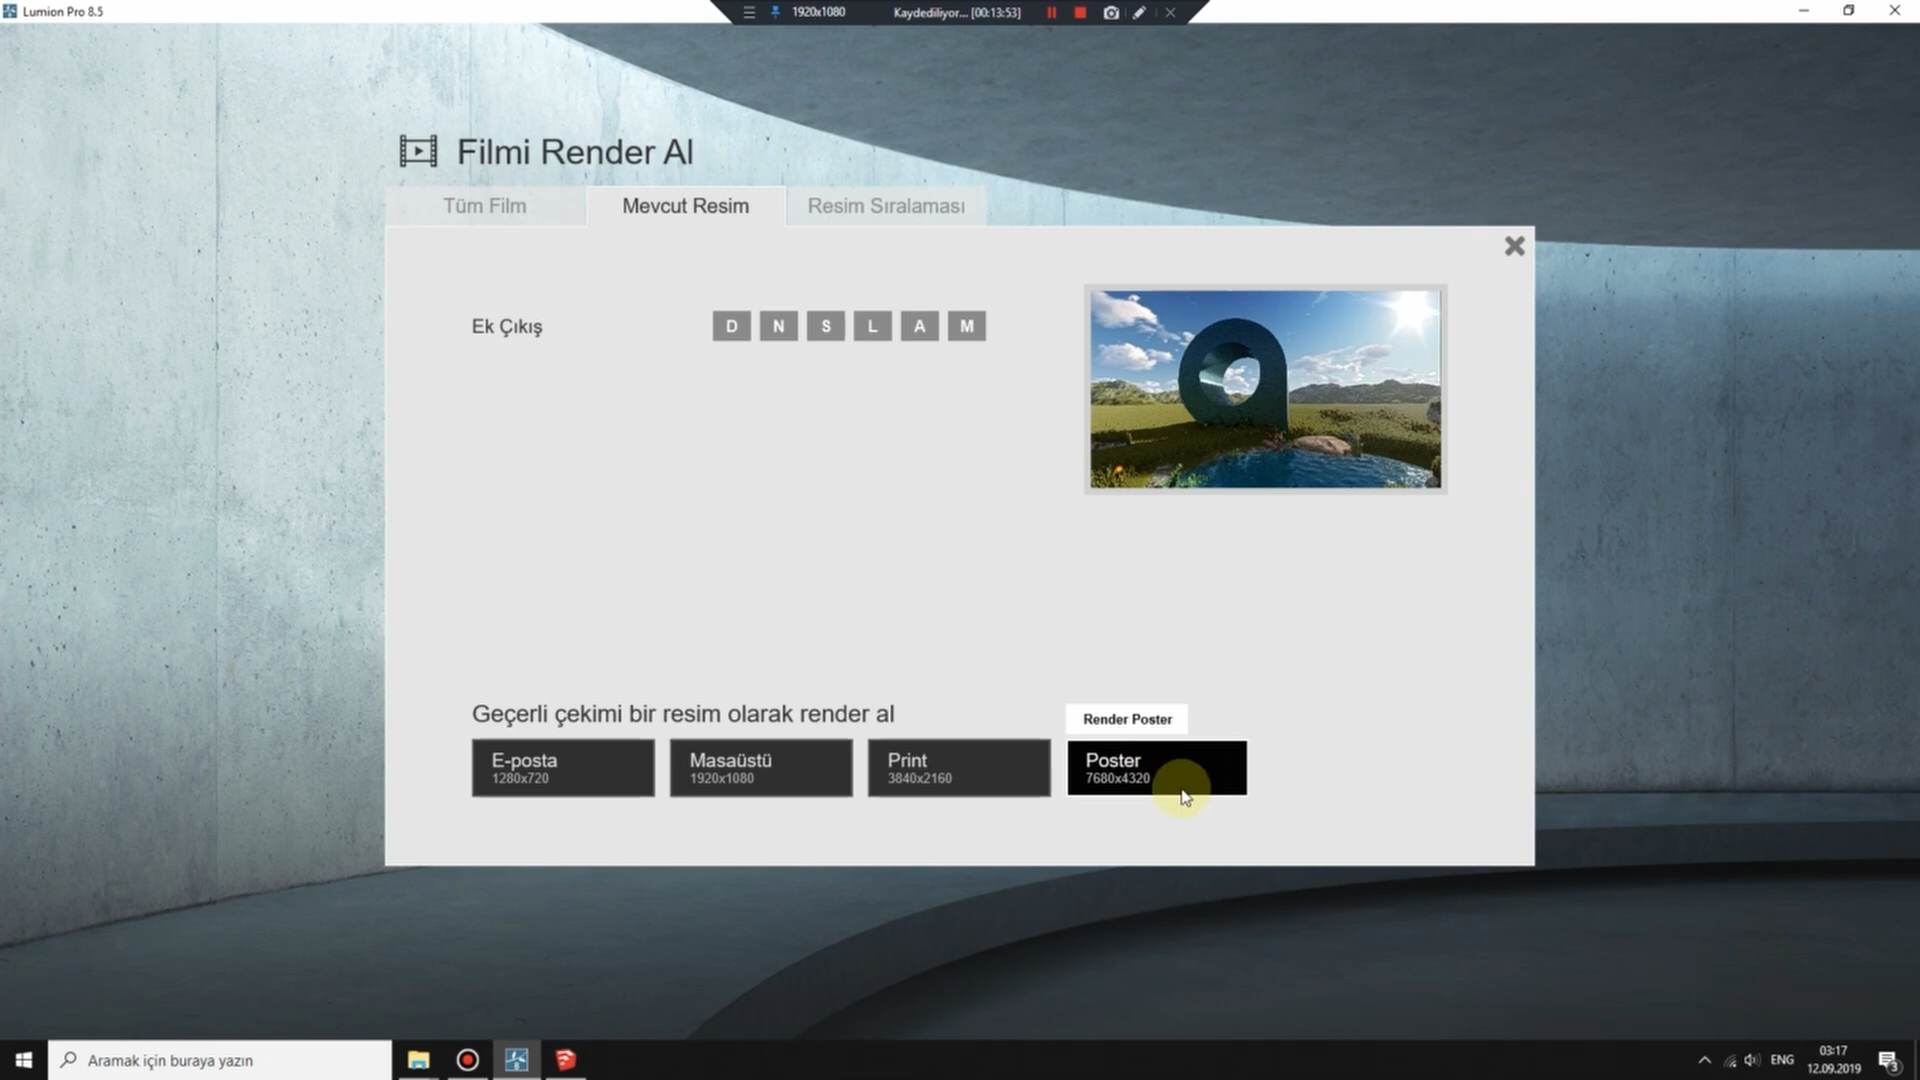 Lumion Pro 8.5
1920x1080
Kaydediliyor... [00:13:53]
Filmi Render Al
Tüm Film
Mevcut Resim
Resim Sıralaması
Ek Çıkış
D N S L A M
Geçerli çekimi bir resim olarak render al
Render Poster
E-posta
1280x720
Masaüstü
1920x1080
Print
3840x2160
Poster
7680x4320
Aramak için buraya yazın
ENG
03:17
12.09.2019
3